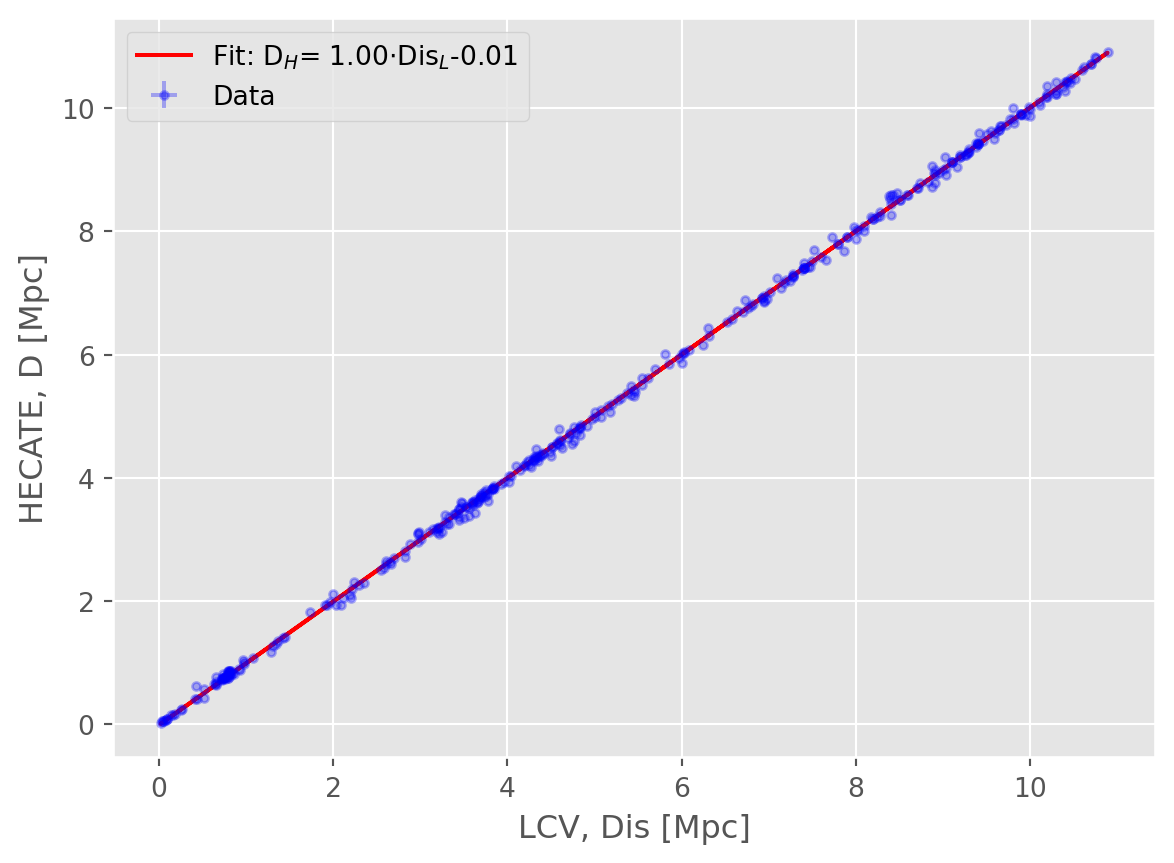 Fit: D_H= 1.00·Dis_L-0.01
Data
10
8
6
4
2
0
HECATE, D [Mpc]
0 2 4 6 8 10
LCV, Dis [Mpc]